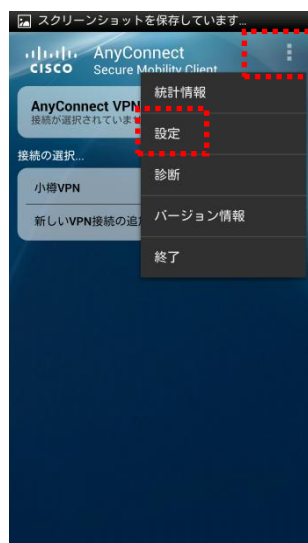 スクリーンショットを保存しています...
CISCO
AnyConnect
Secure Mobility Client
AnyConnect VPN
接続が選択されていませ
接続の選択...
小樽VPN
新しいVPN接続の追
統計情報
設定
診断
バージョン情報
終了